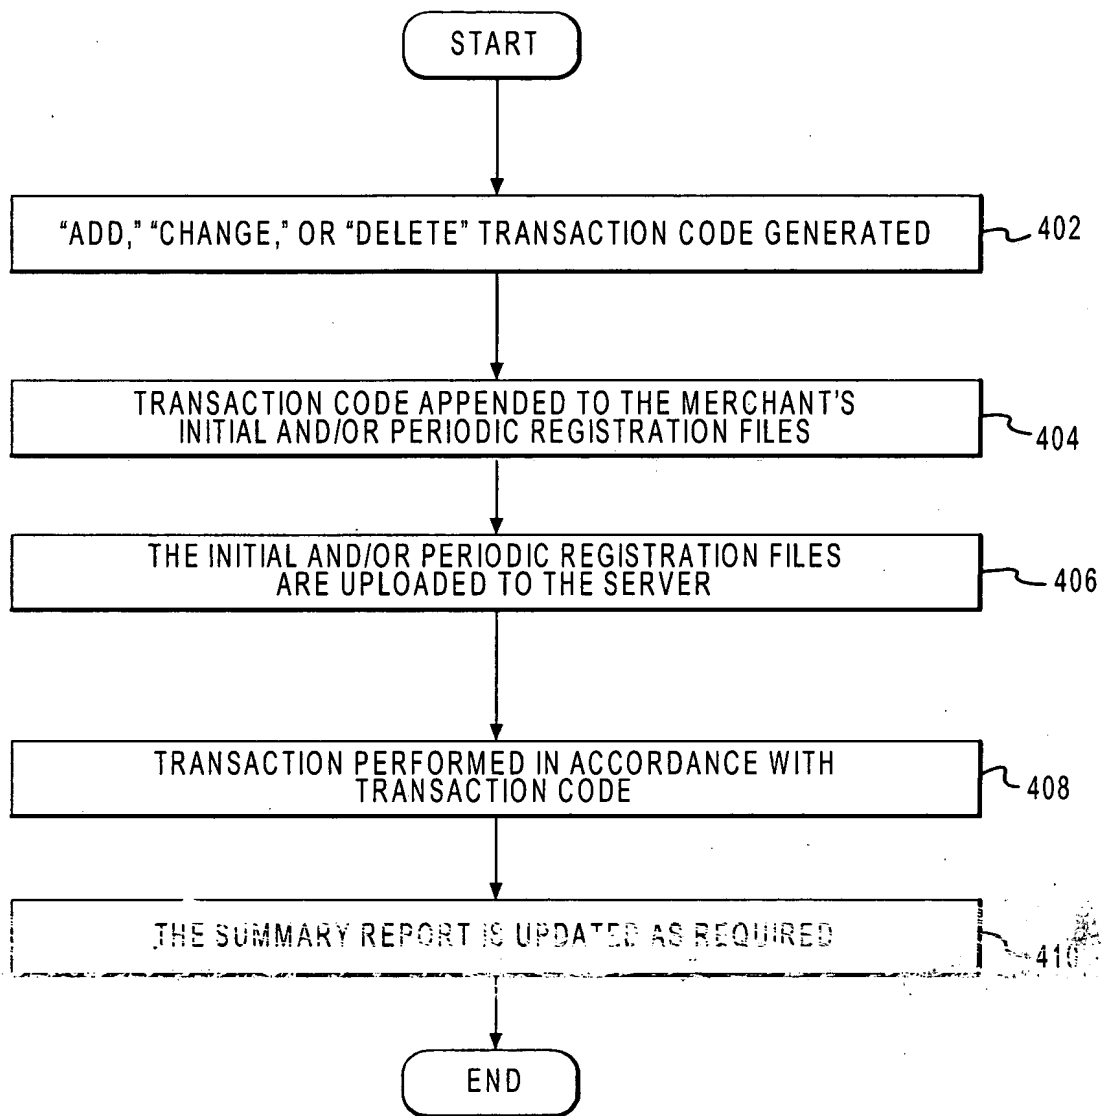 START
“ADD,” “CHANGE,” OR “DELETE” TRANSACTION CODE GENERATED
402
TRANSACTION CODE APPENDED TO THE MERCHANT’S
INITIAL AND/OR PERIODIC REGISTRATION FILES
404
THE INITIAL AND/OR PERIODIC REGISTRATION FILES
ARE UPLOADED TO THE SERVER
406
TRANSACTION PERFORMED IN ACCORDANCE WITH
TRANSACTION CODE
408
THE SUMMARY REPORT IS UPDATED AS REQUIRED
410
END